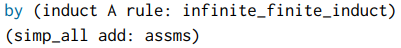 by (induct A rule: infinite_finite_induct)
(simp_all add: assms)